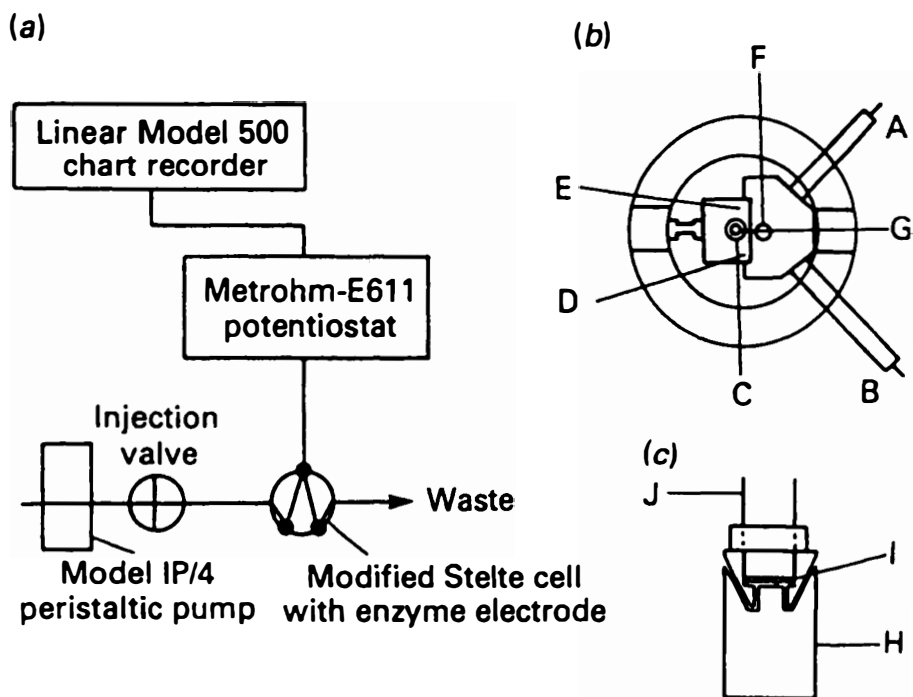 (a)
Linear Model 500
chart recorder
Metrohm-E611
potentiostat
Injection
valve
Waste
Model IP/4
peristaltic pump
Modified Stelte cell
with enzyme electrode
(b)
F
A
E
G
D
C
B
(c)
J
I
H